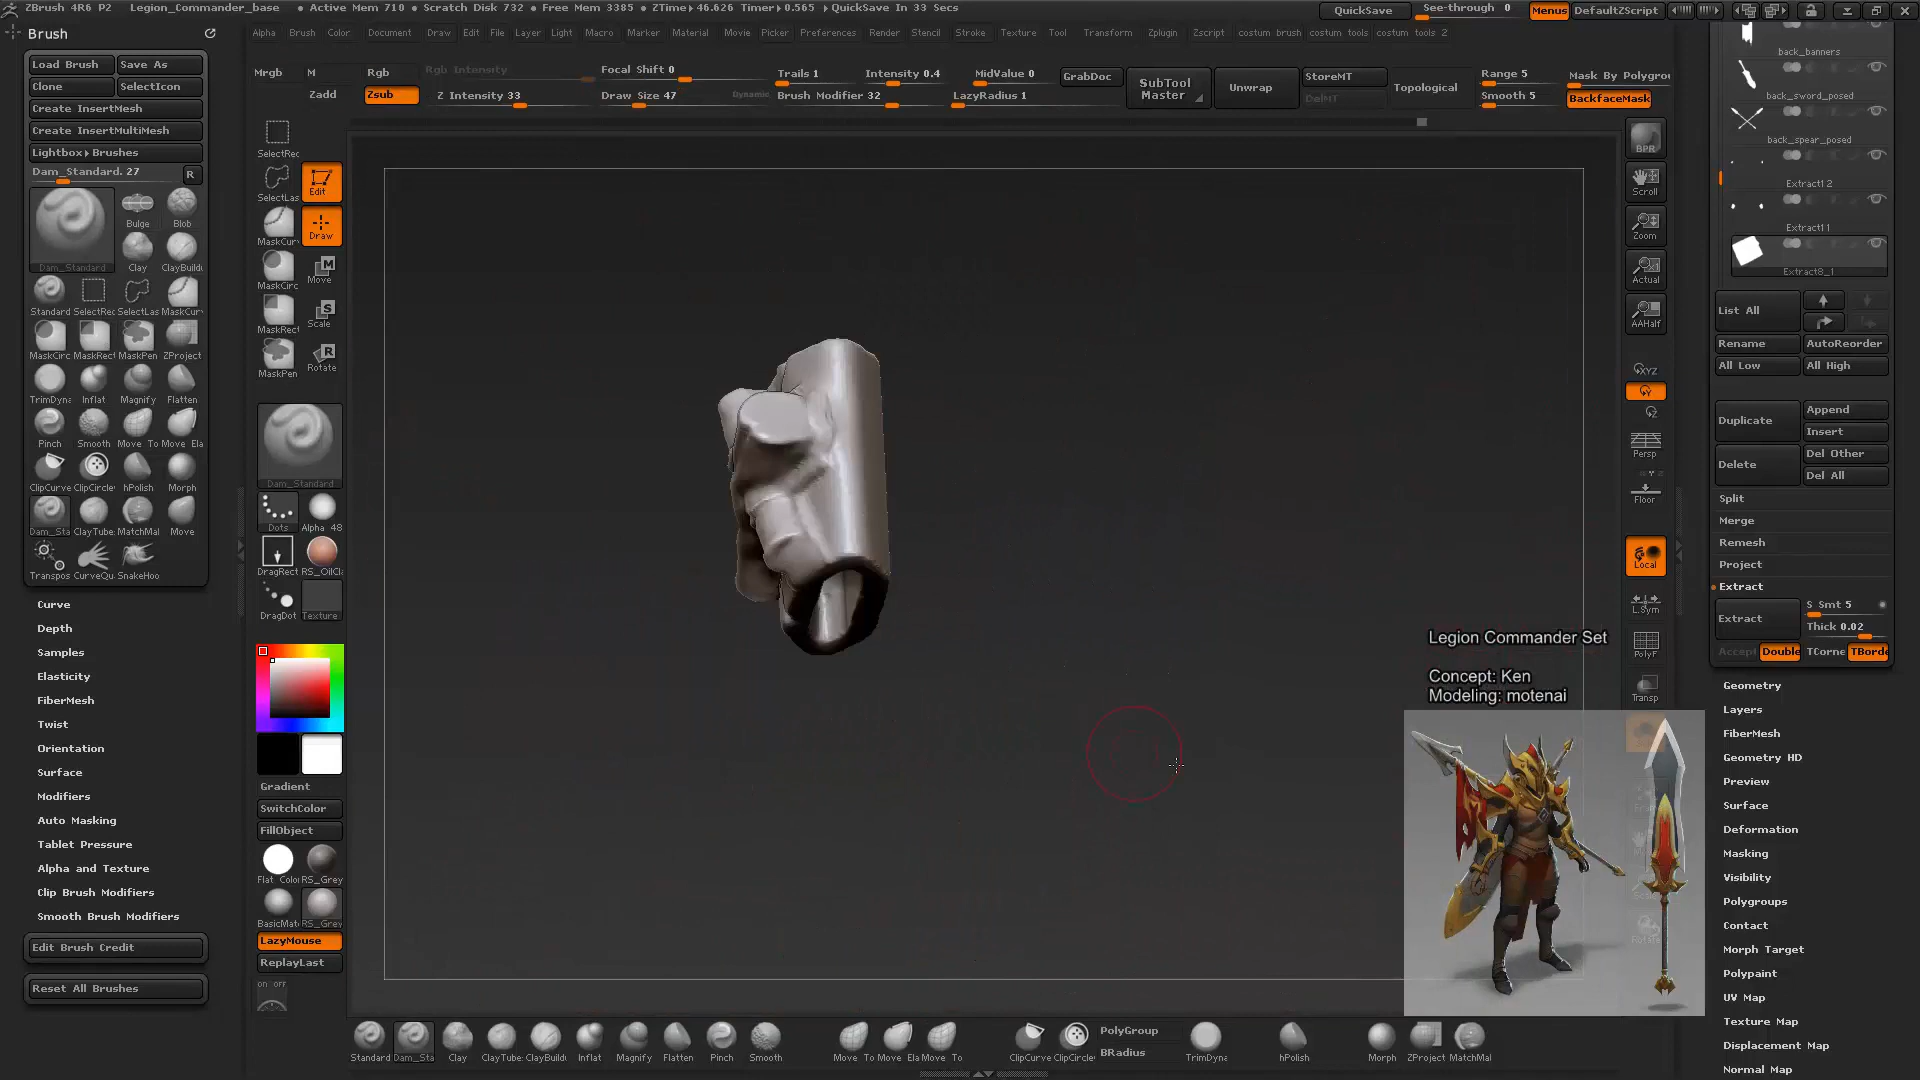 ZBrush 4R6 P2 Legion_Commander_base • Active Mem 710 • Scratch Disk 732 • Free Mem 3385 • ZTime▸46.626 Timer▸0.565 ▸QuickSave In 33 Secs
QuickSave See-through 0 Menus DefaultZScript
Brush
Alpha Brush Color Document Draw Edit File Layer Light Macro Marker Material Movie Picker Preferences Render Stencil Stroke Texture Tool Transform Zplugin Zscript costum brush costum tools costum tools 2
Load Brush Save As
Clone SelectIcon
Create InsertMesh
Create InsertMultiMesh
Lightbox▸Brushes
Dam_Standard. 27 R
Mrgb M Rgb Rgb Intensity
Zadd Zsub Z Intensity 33
Focal Shift 0
Draw Size 47 Dynamic
Trails 1 Intensity 0.4 MidValue 0
Brush Modifier 32 LazyRadius 1
GrabDoc SubTool Master Unwrap
StoreMT
DelMT
Topological
Range 5
Smooth 5
Mask By Polygrou
BackfaceMask
Dam_Standard Bulge Blob
Clay ClayBuildu
Standard SelectRec SelectLas MaskCurv
MaskCirc MaskRect MaskPen ZProject
TrimDyna Inflat Magnify Flatten
Pinch Smooth Move To Move Ela
ClipCurve ClipCircle hPolish Morph
Dam_Sta ClayTube: MatchMal Move
Transpos CurveQu SnakeHoo
Curve
Depth
Samples
Elasticity
FiberMesh
Twist
Orientation
Surface
Modifiers
Auto Masking
Tablet Pressure
Alpha and Texture
Clip Brush Modifiers
Smooth Brush Modifiers
Edit Brush Credit
Reset All Brushes
SelectRec
SelectLas Edit
MaskCur Draw
MaskCirc Move
MaskRect Scale
MaskPen Rotate
Dam_Standard
Dots Alpha 48
DragRect RS_OilCl
DragDot Texture
Gradient
SwitchColor
FillObject
Flat Colo RS_Grey
BasicMat RS_Grey
LazyMouse
ReplayLast
on off
BPR
Scroll
Zoom
Actual
AAHalf
XYZ
Y
Z
Persp
Floor
Local
L.Sym
PolyF
Transp
Legion Commander Set
Concept: Ken
Modeling: motenai
back_banners
back_sword_posed
back_spear_posed
Extract12
Extract11
Extract8_1
List All
Rename AutoReorder
All Low All High
Duplicate Append
Insert
Delete Del Other
Del All
Split
Merge
Remesh
Project
Extract
Extract S Smt 5
Thick 0.02
Accept Double TCorne TBorde
Geometry
Layers
FiberMesh
Geometry HD
Preview
Surface
Deformation
Masking
Visibility
Polygroups
Contact
Morph Target
Polypaint
UV Map
Texture Map
Displacement Map
Normal Map
Standard Dam_Sta Clay ClayTube: ClayBuildu Inflat Magnify Flatten Pinch Smooth Move To Move Ela Move To ClipCurve ClipCircle PolyGroup BRadius TrimDyna hPolish Morph ZProject MatchMal